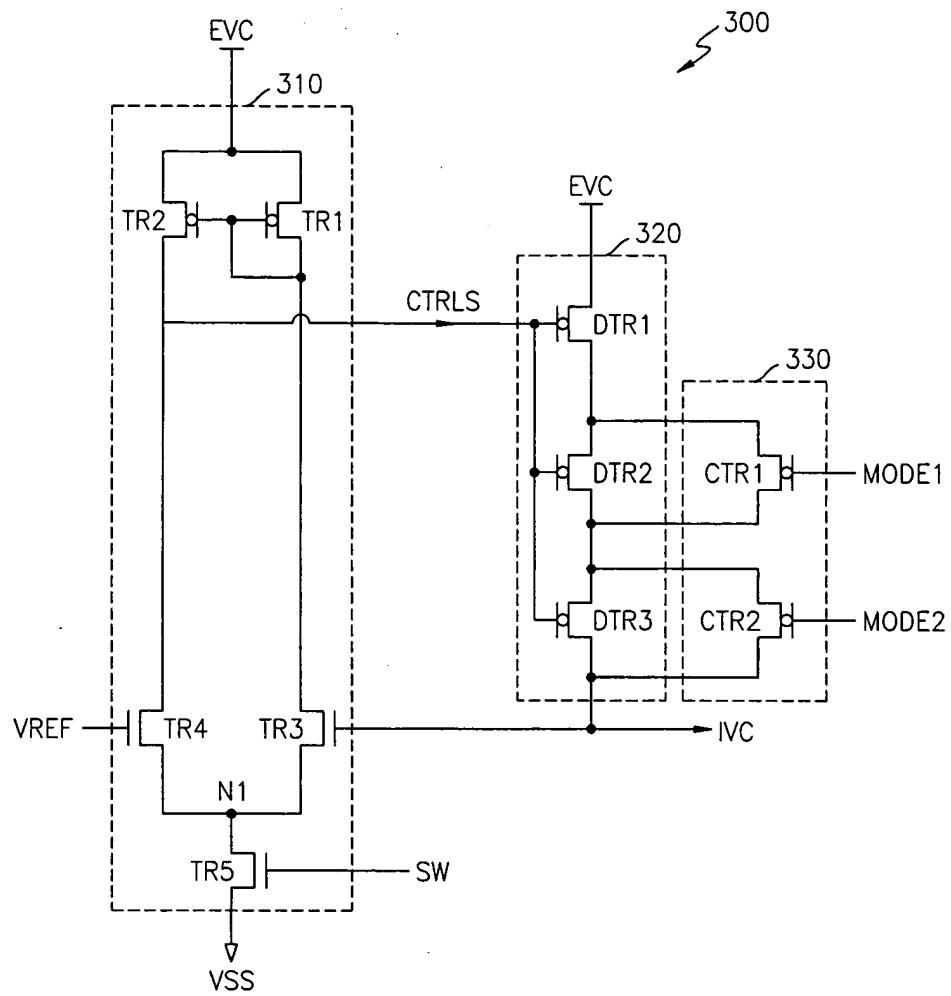 300
EVC
310
TR2
TR1
EVC
320
CTRLS
DTR1
330
DTR2
CTR1
MODE1
DTR3
CTR2
MODE2
VREF
TR4
TR3
IVC
N1
TR5
SW
VSS